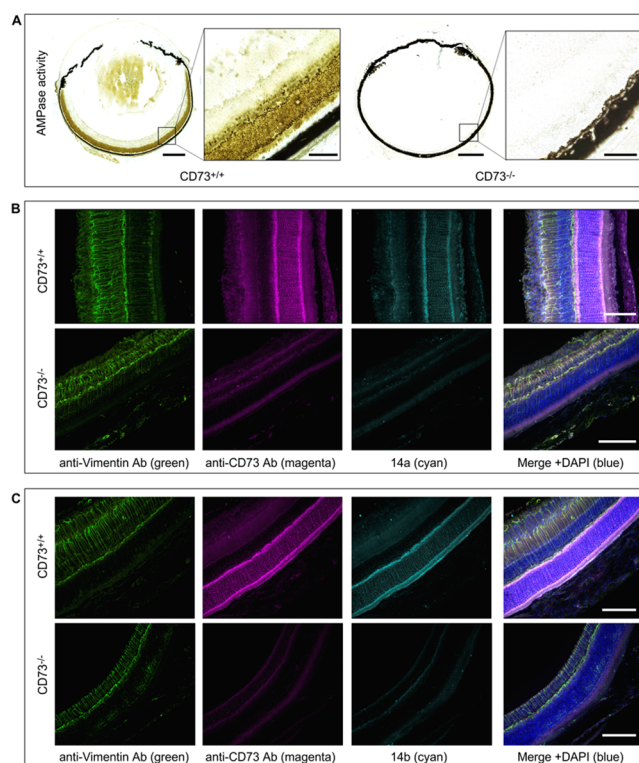 A
AMPase activity
CD73+/+
CD73-/-
B
CD73+/+
CD73-/-
anti-Vimentin Ab (green)
anti-CD73 Ab (magenta)
14a (cyan)
Merge +DAPI (blue)
C
CD73+/+
CD73-/-
anti-Vimentin Ab (green)
anti-CD73 Ab (magenta)
14b (cyan)
Merge +DAPI (blue)